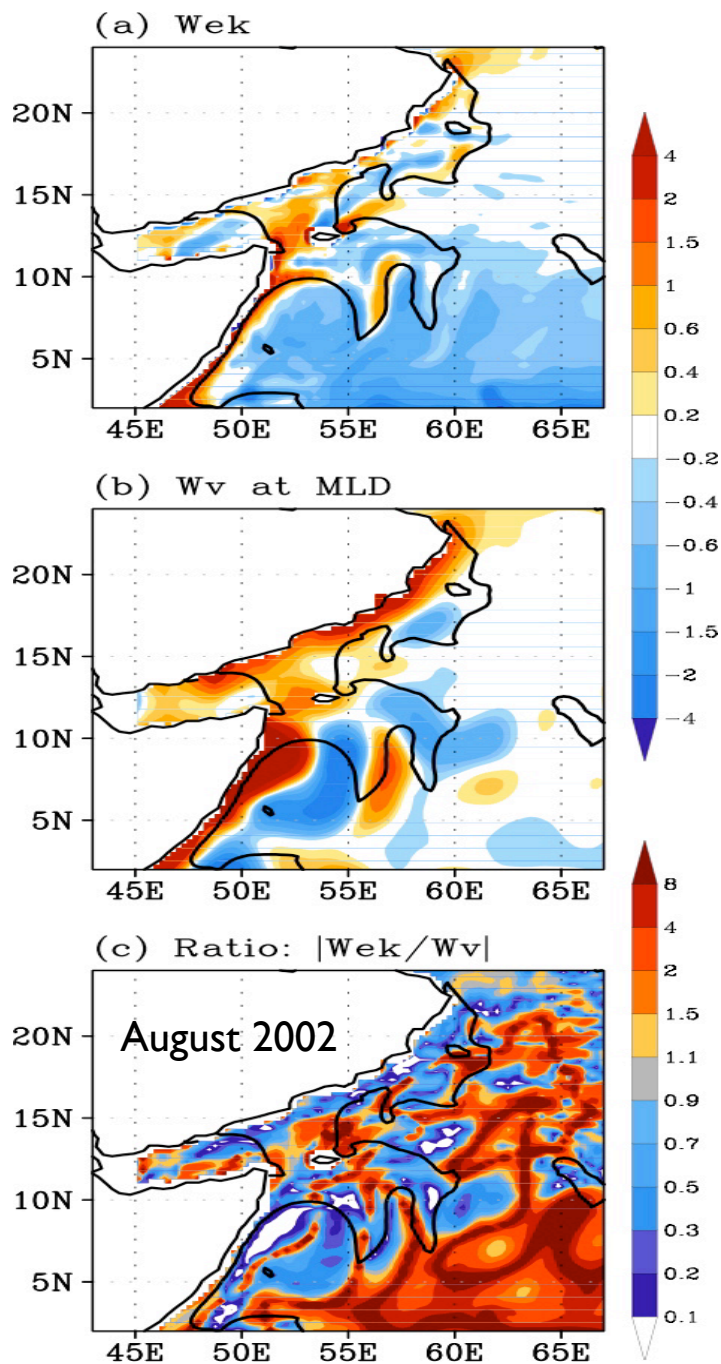 (a) Wek
20N
15N
10N
5N
45E 50E 55E 60E 65E
4
2
1.5
1
0.6
0.4
0.2
−0.2
−0.4
−0.6
−1
−1.5
−2
−4
(b) Wv at MLD
20N
15N
10N
5N
45E 50E 55E 60E 65E
(c) Ratio: |Wek/Wv|
August 2002
20N
15N
10N
5N
45E 50E 55E 60E 65E
8
4
2
1.5
1.1
0.9
0.7
0.5
0.3
0.2
0.1